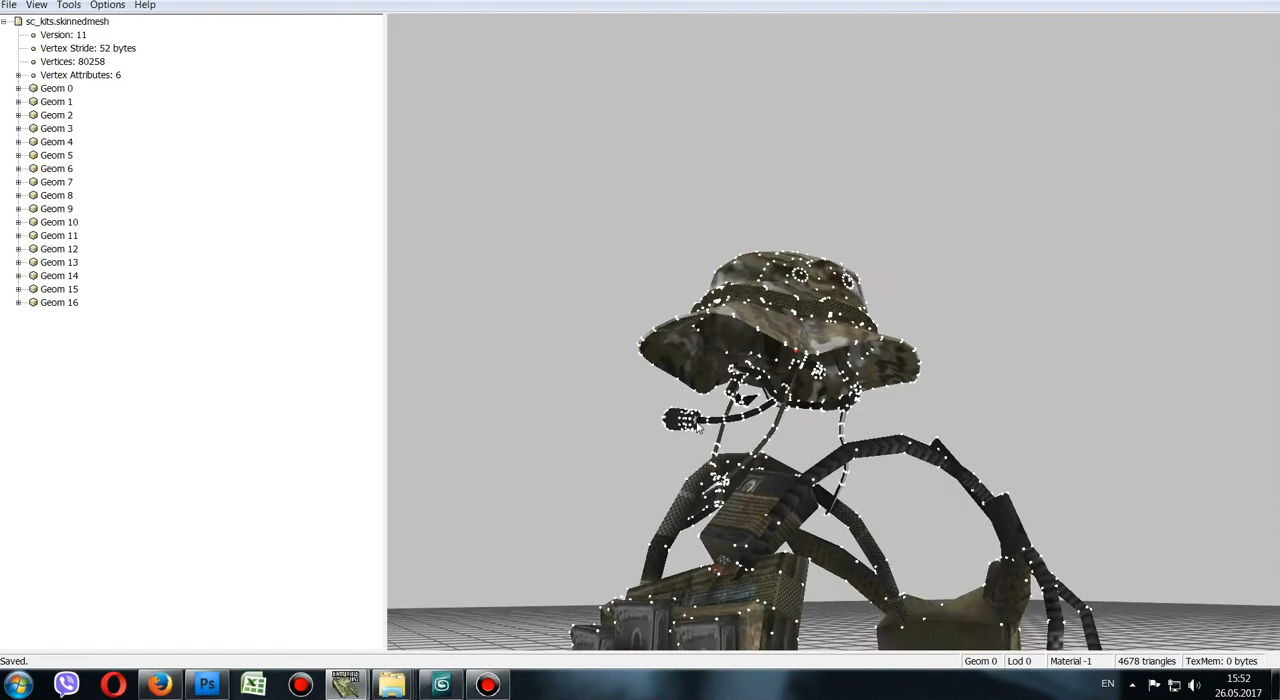 File View Tools Options Help
sc_kits.skinnedmesh
Version: 11
Vertex Stride: 52 bytes
Vertices: 80258
Vertex Attributes: 6
Geom 0
Geom 1
Geom 2
Geom 3
Geom 4
Geom 5
Geom 6
Geom 7
Geom 8
Geom 9
Geom 10
Geom 11
Geom 12
Geom 13
Geom 14
Geom 15
Geom 16
Saved. Geom 0 Lod 0 Material -1 4678 triangles TexMem: 0 bytes
Ps EN 15:52
26.05.2017